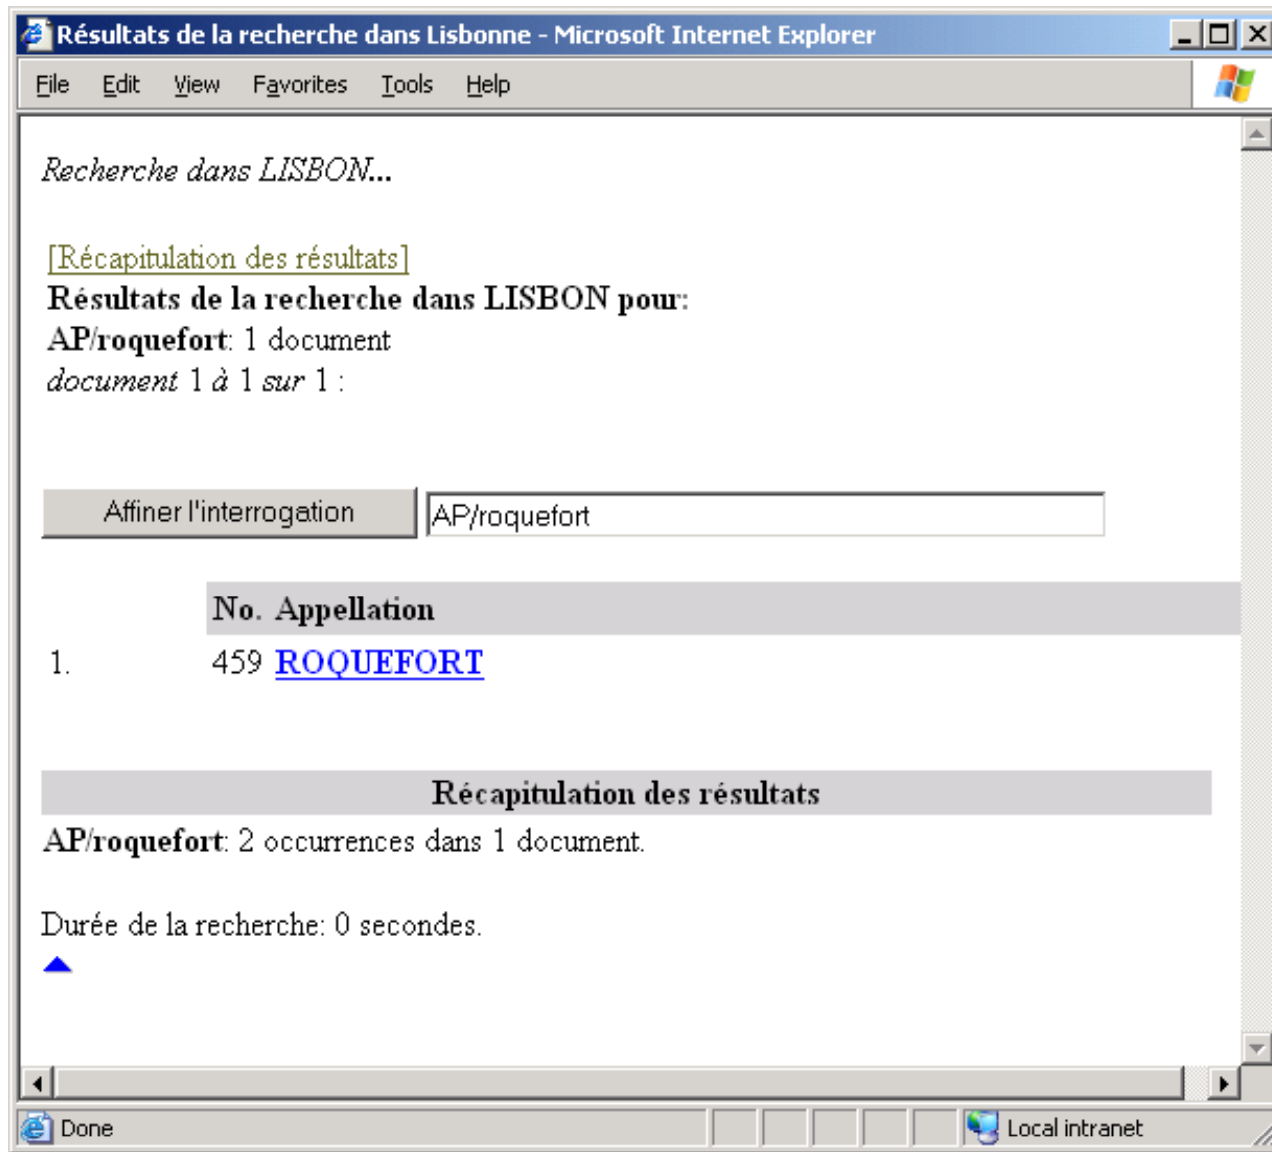 Résultats de la recherche dans Lisbonne - Microsoft Internet Explorer
File Edit View Favorites Tools Help
Recherche dans LISBON...
[Récapitulation des résultats]
Résultats de la recherche dans LISBON pour:
AP/roquefort: 1 document
document 1 à 1 sur 1 :
Affiner l'interrogation AP/roquefort
No. Appellation
1. 459 ROQUEFORT
Récapitulation des résultats
AP/roquefort: 2 occurrences dans 1 document.
Durée de la recherche: 0 secondes.
Done Local intranet